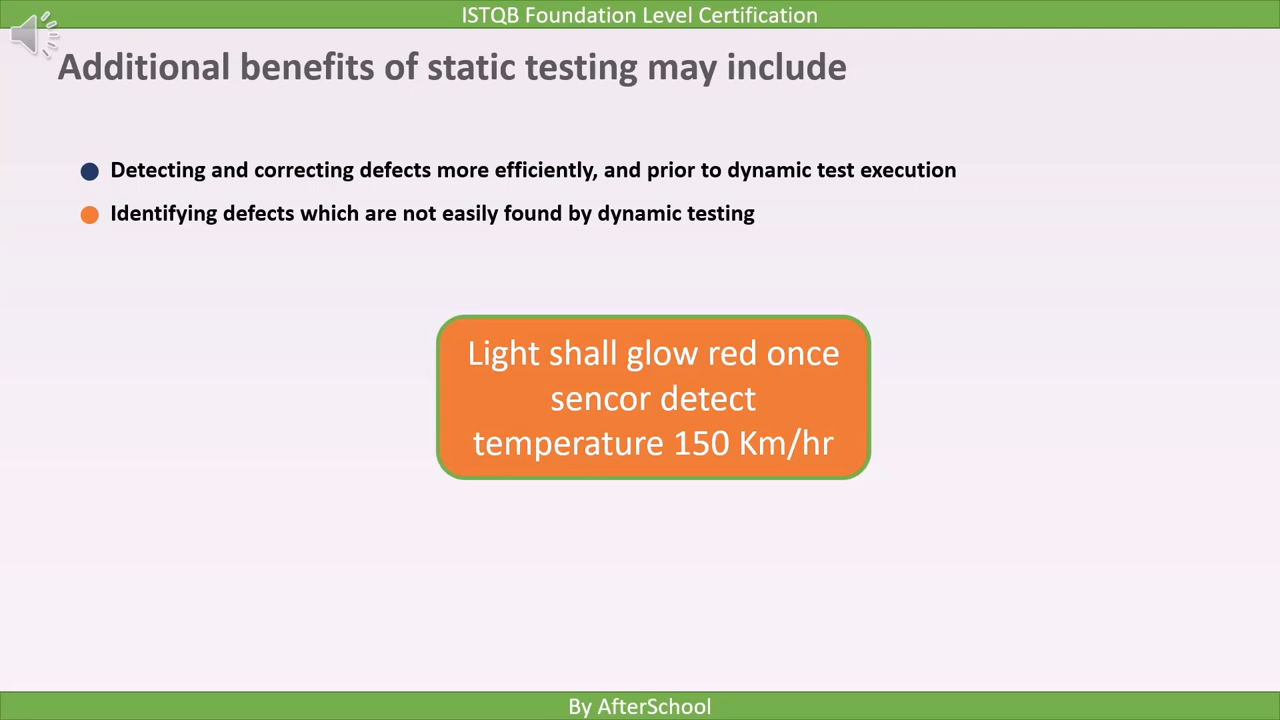 ISTQB Foundation Level Certification
Additional benefits of static testing may include
Detecting and correcting defects more efficiently, and prior to dynamic test execution
Identifying defects which are not easily found by dynamic testing
Light shall glow red once
sencor detect
temperature 150 Km/hr
By AfterSchool